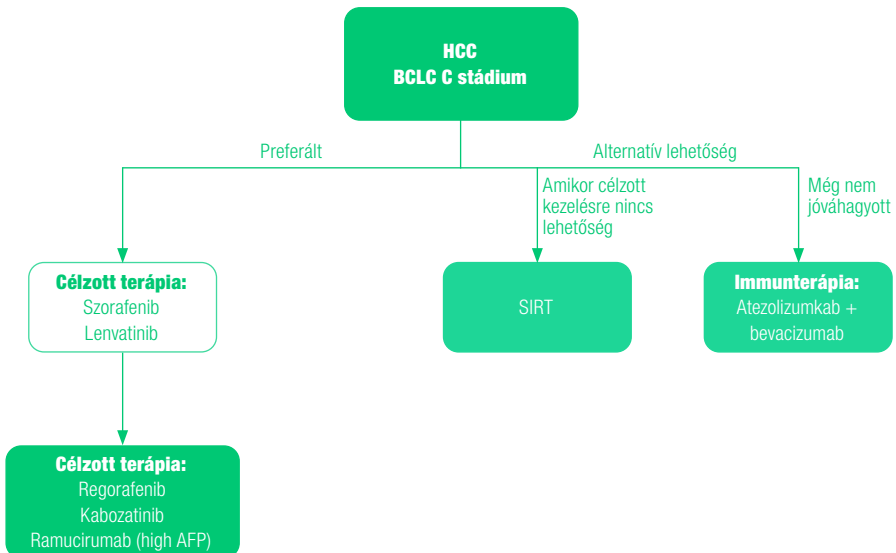 HCC
BCLC C stádium
Preferált
Alternatív lehetőség
Amikor célzott
kezelésre nincs
lehetőség
Még nem
jóváhagyott
Célzott terápia:
Szorafenib
Lenvatinib
SIRT
Immunterápia:
Atezolizumkab +
bevacizumab
Célzott terápia:
Regorafenib
Kabozatinib
Ramucirumab (high AFP)